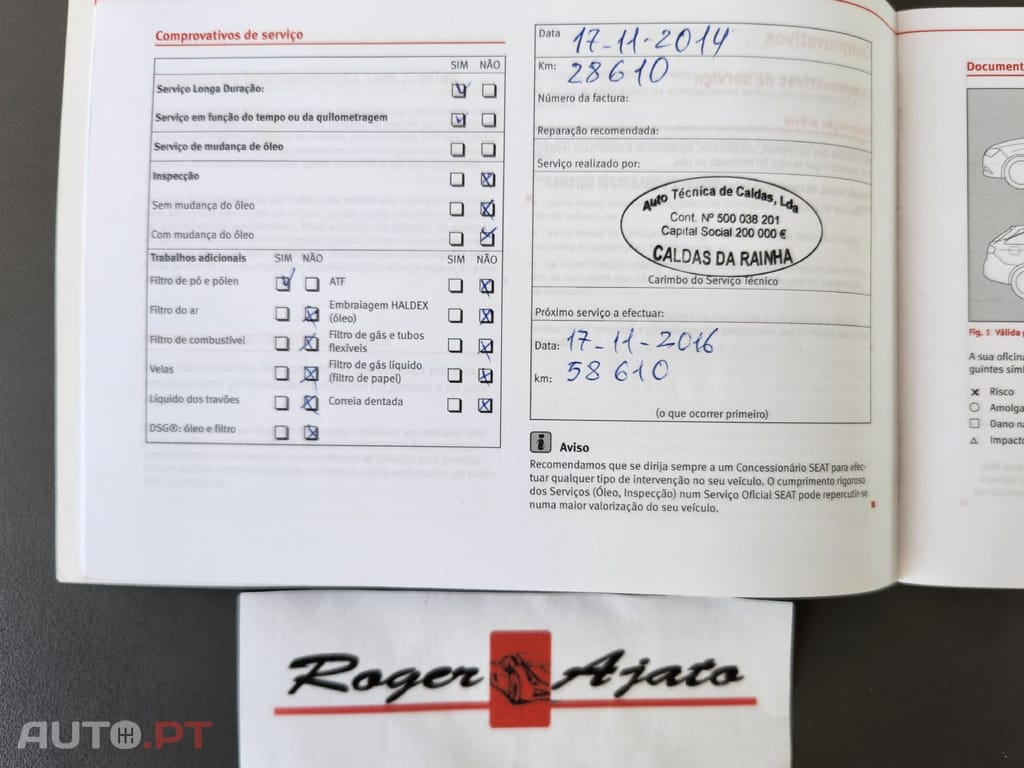 Comprovativos de serviço
SIM NÃO
Serviço Longa Duração:
Serviço em função do tempo ou da quilometragem
Serviço de mudança de óleo
Inspecção
Sem mudança do óleo
Com mudança do óleo
Trabalhos adicionais SIM NÃO SIM NÃO
Filtro de pó e pólen ATF
Filtro do ar Embraiagem HALDEX
(óleo)
Filtro de combustível Filtro de gás e tubos
flexíveis
Velas Filtro de gás líquido
(filtro de papel)
Líquido dos travões Correia dentada
DSG®: óleo e filtro
Data 17-11-2014
Km: 28610
Número da factura:
Reparação recomendada:
Serviço realizado por:
Auto Técnica de Caldas, Lda
Cont. Nº 500 038 201
Capital Social 200 000 €
CALDAS DA RAINHA
Carimbo do Serviço Técnico
Próximo serviço a efectuar:
Data: 17-11-2016
km: 58610
(o que ocorrer primeiro)
i Aviso
Recomendamos que se dirija sempre a um Concessionário SEAT para efec-
tuar qualquer tipo de intervenção no seu veículo. O cumprimento rigoroso
dos Serviços (Óleo, Inspecção) num Serviço Oficial SEAT pode repercutir-se
numa maior valorização do seu veículo.
Document
Fig. 1: Válida
A sua oficina
guintes sím
Risco
Amolga
Dano na
Impacto
Roger Ajato
AUTO.PT